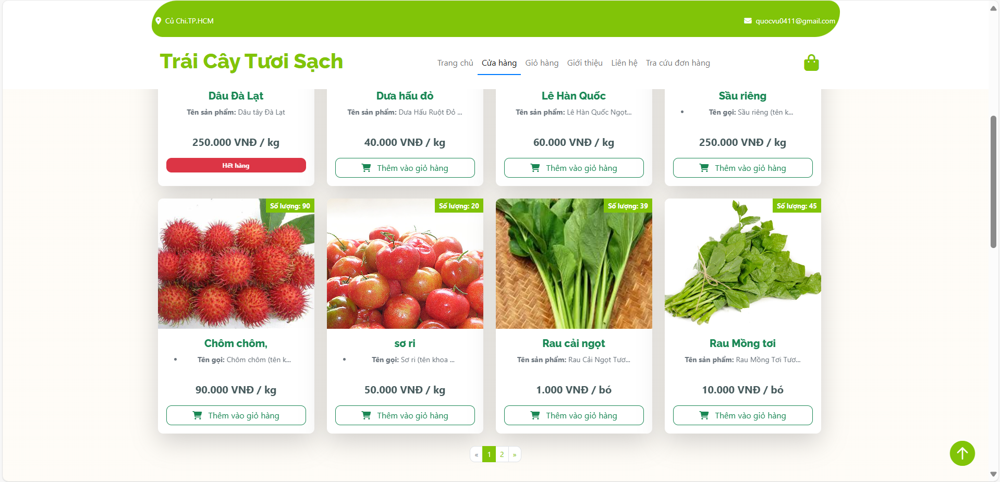 Củ Chi.TP.HCM
quocvu0411@gmail.com
Trái Cây Tươi Sạch
Trang chủ
Cửa hàng
Giỏ hàng
Giới thiệu
Liên hệ
Tra cứu đơn hàng
Dâu Đà Lạt
Tên sản phẩm: Dâu tây Đà Lạt
250.000 VNĐ / kg
Hết hàng
Dưa hấu đỏ
Tên sản phẩm: Dưa Hấu Ruột Đỏ ...
40.000 VNĐ / kg
Thêm vào giỏ hàng
Lê Hàn Quốc
Tên sản phẩm: Lê Hàn Quốc Ngọt...
60.000 VNĐ / kg
Thêm vào giỏ hàng
Sầu riêng
• Tên gọi: Sầu riêng (tên k...
250.000 VNĐ / kg
Thêm vào giỏ hàng
Số lượng: 90
Chôm chôm,
• Tên gọi: Chôm chôm (tên k...
90.000 VNĐ / kg
Thêm vào giỏ hàng
Số lượng: 20
sơ ri
• Tên gọi: Sơ ri (tên khoa ...
50.000 VNĐ / kg
Thêm vào giỏ hàng
Số lượng: 39
Rau cải ngọt
Tên sản phẩm: Rau Cải Ngọt Tươ...
1.000 VNĐ / bó
Thêm vào giỏ hàng
Số lượng: 45
Rau Mồng tơi
Tên sản phẩm: Rau Mồng Tơi Tươ...
10.000 VNĐ / bó
Thêm vào giỏ hàng
« 1 2 »